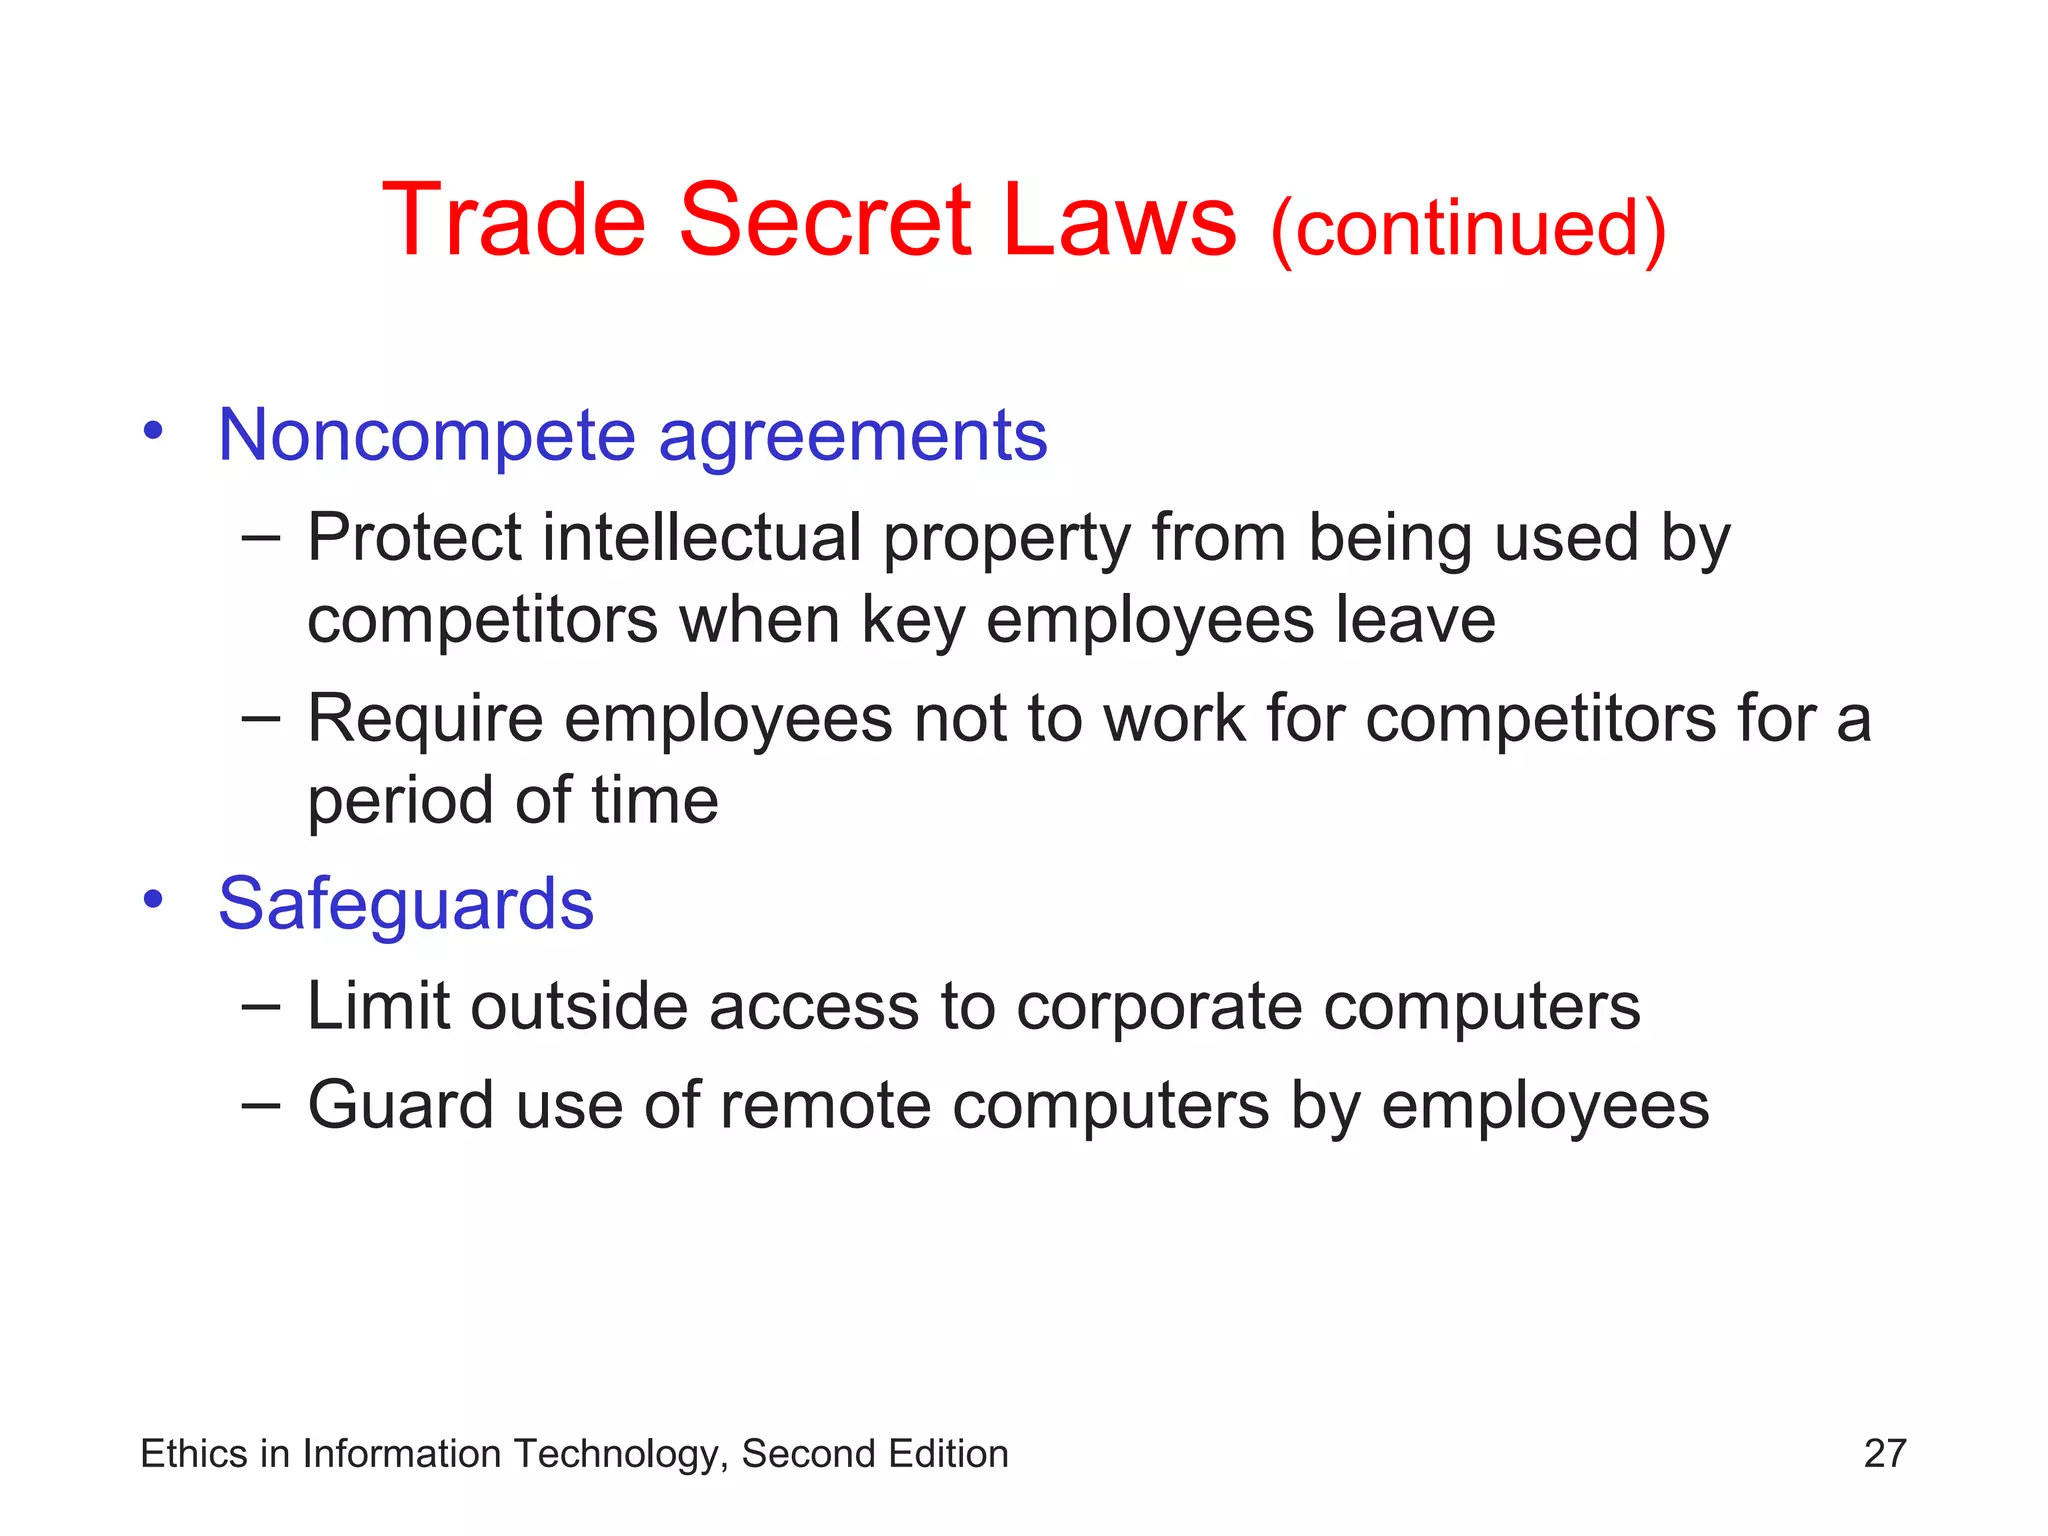 Trade Secret Laws (continued)
• Noncompete agreements
– Protect intellectual property from being used by
competitors when key employees leave
– Require employees not to work for competitors for a
period of time
• Safeguards
– Limit outside access to corporate computers
– Guard use of remote computers by employees
Ethics in Information Technology, Second Edition
27